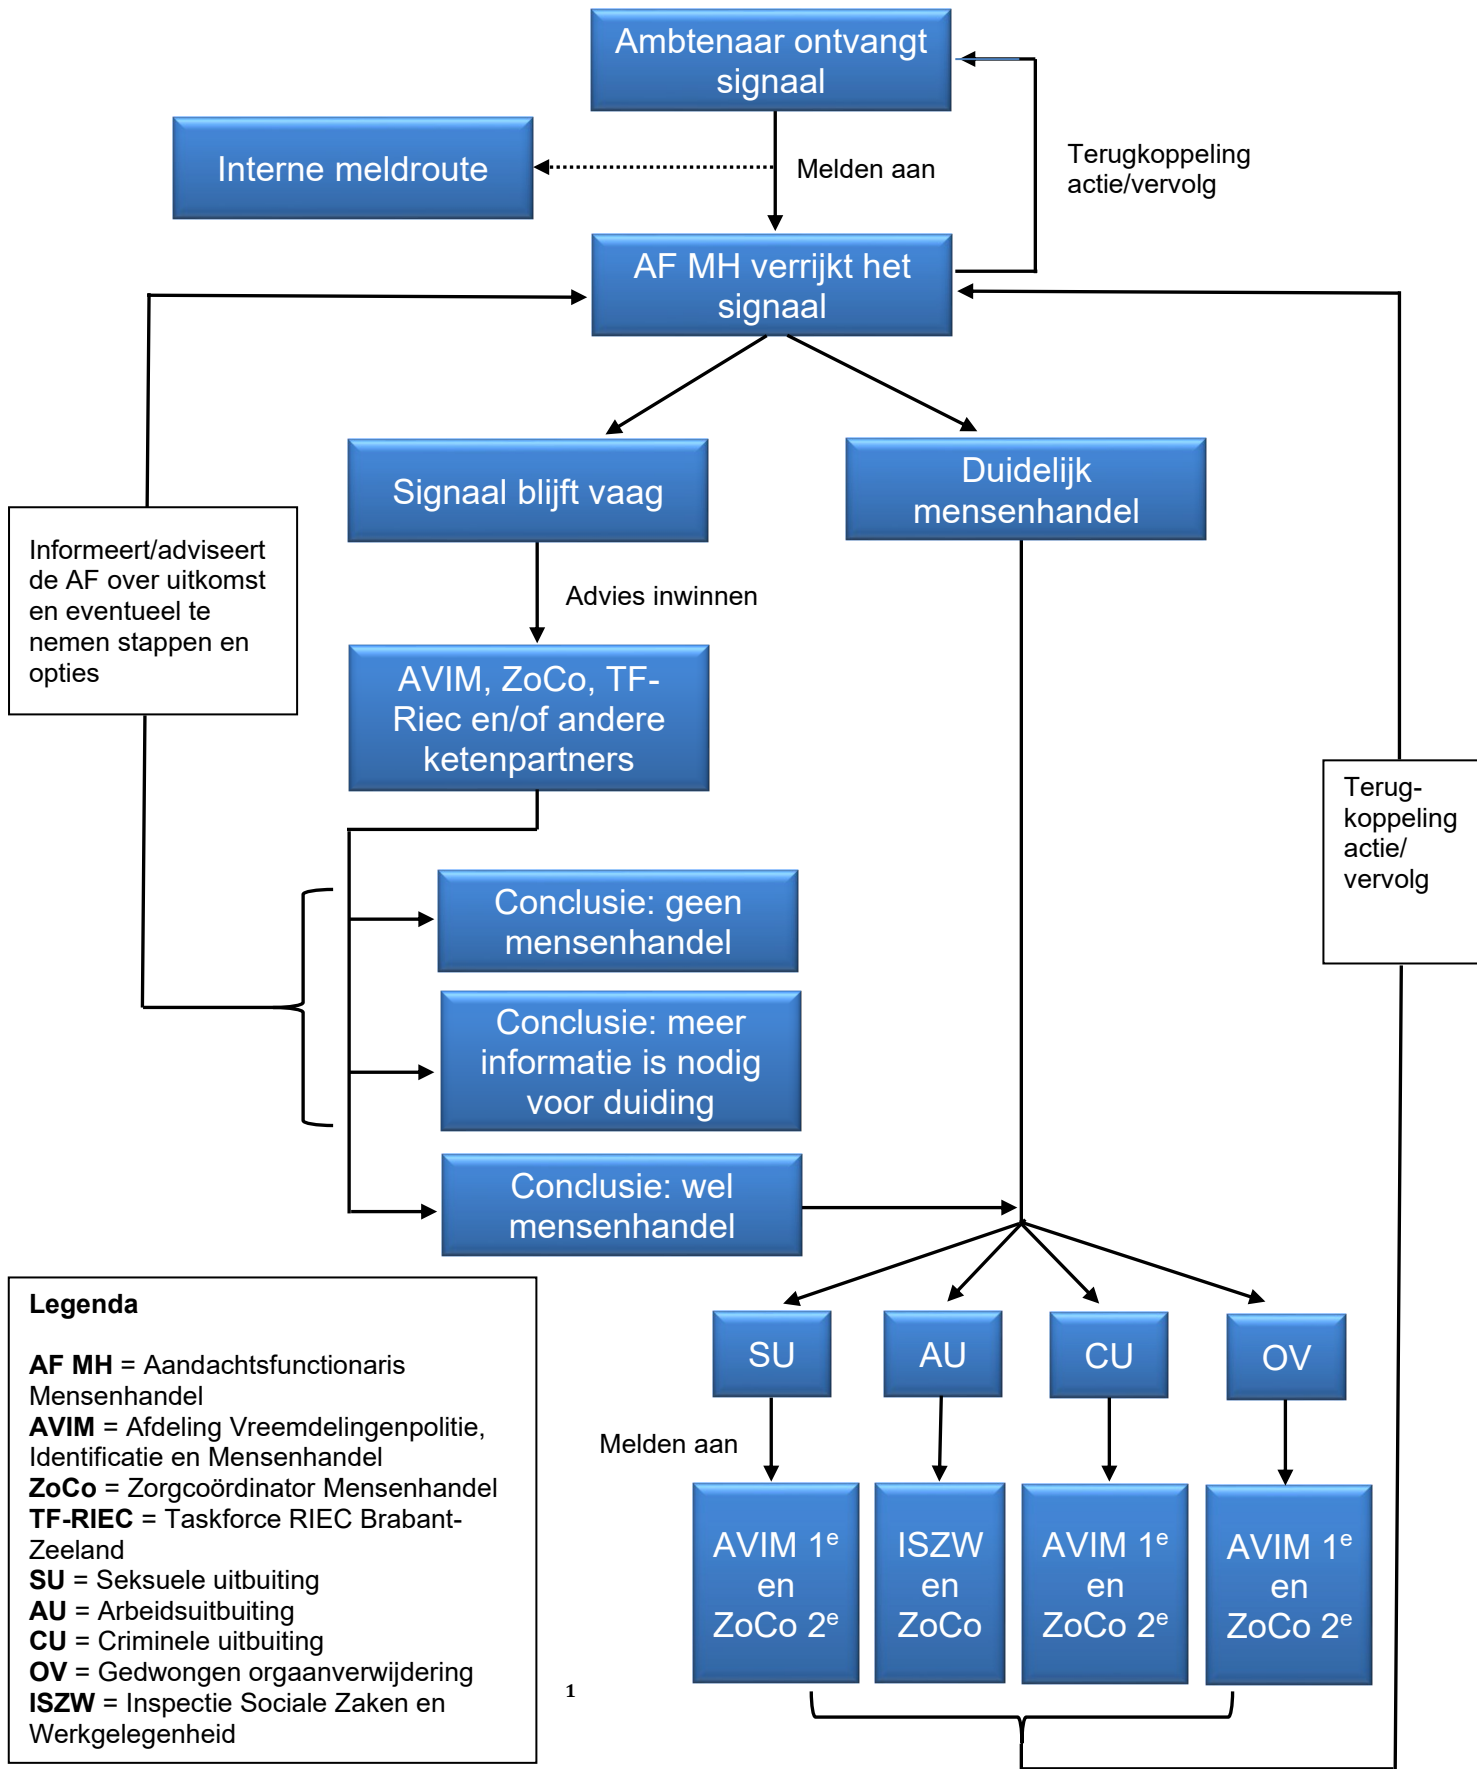 Ambtenaar ontvangt
signaal
Interne meldroute
Melden aan
Terugkoppeling
actie/vervolg
AF MH verrijkt het
signaal
Signaal blijft vaag
Duidelijk
mensenhandel
Informeert/adviseert
de AF over uitkomst
en eventueel te
nemen stappen en
opties
Advies inwinnen
AVIM, ZoCo, TF-
Riec en/of andere
ketenpartners
Terug-
koppeling
actie/
vervolg
Conclusie: geen
mensenhandel
Conclusie: meer
informatie is nodig
voor duiding
Conclusie: wel
mensenhandel
SU
AU
CU
OV
Melden aan
AVIM 1e
en
ZoCo 2e
ISZW
en
ZoCo
AVIM 1e
en
ZoCo 2e
AVIM 1e
en
ZoCo 2e
Legenda
AF MH = Aandachtsfunctionaris
Mensenhandel
AVIM = Afdeling Vreemdelingenpolitie,
Identificatie en Mensenhandel
ZoCo = Zorgcoördinator Mensenhandel
TF-RIEC = Taskforce RIEC Brabant-
Zeeland
SU = Seksuele uitbuiting
AU = Arbeidsuitbuiting
CU = Criminele uitbuiting
OV = Gedwongen orgaanverwijdering
ISZW = Inspectie Sociale Zaken en
Werkgelegenheid
1